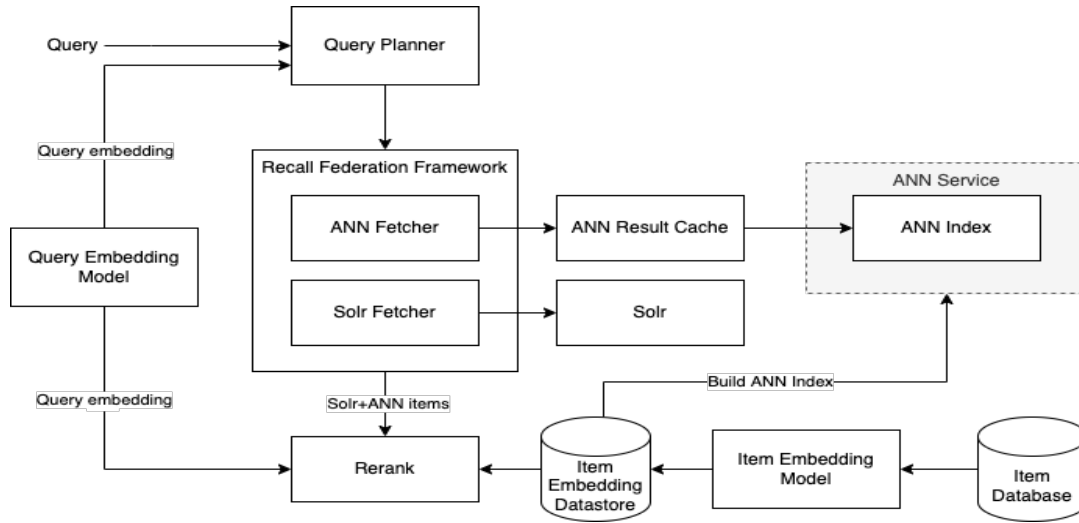 Query
Query Planner
Query embedding
Recall Federation Framework
ANN Service
ANN Fetcher
ANN Result Cache
ANN Index
Query Embedding
Model
Solr Fetcher
Solr
Build ANN Index
Query embedding
Solr+ANN items
Rerank
Item
Embedding
Datastore
Item Embedding
Model
Item
Database